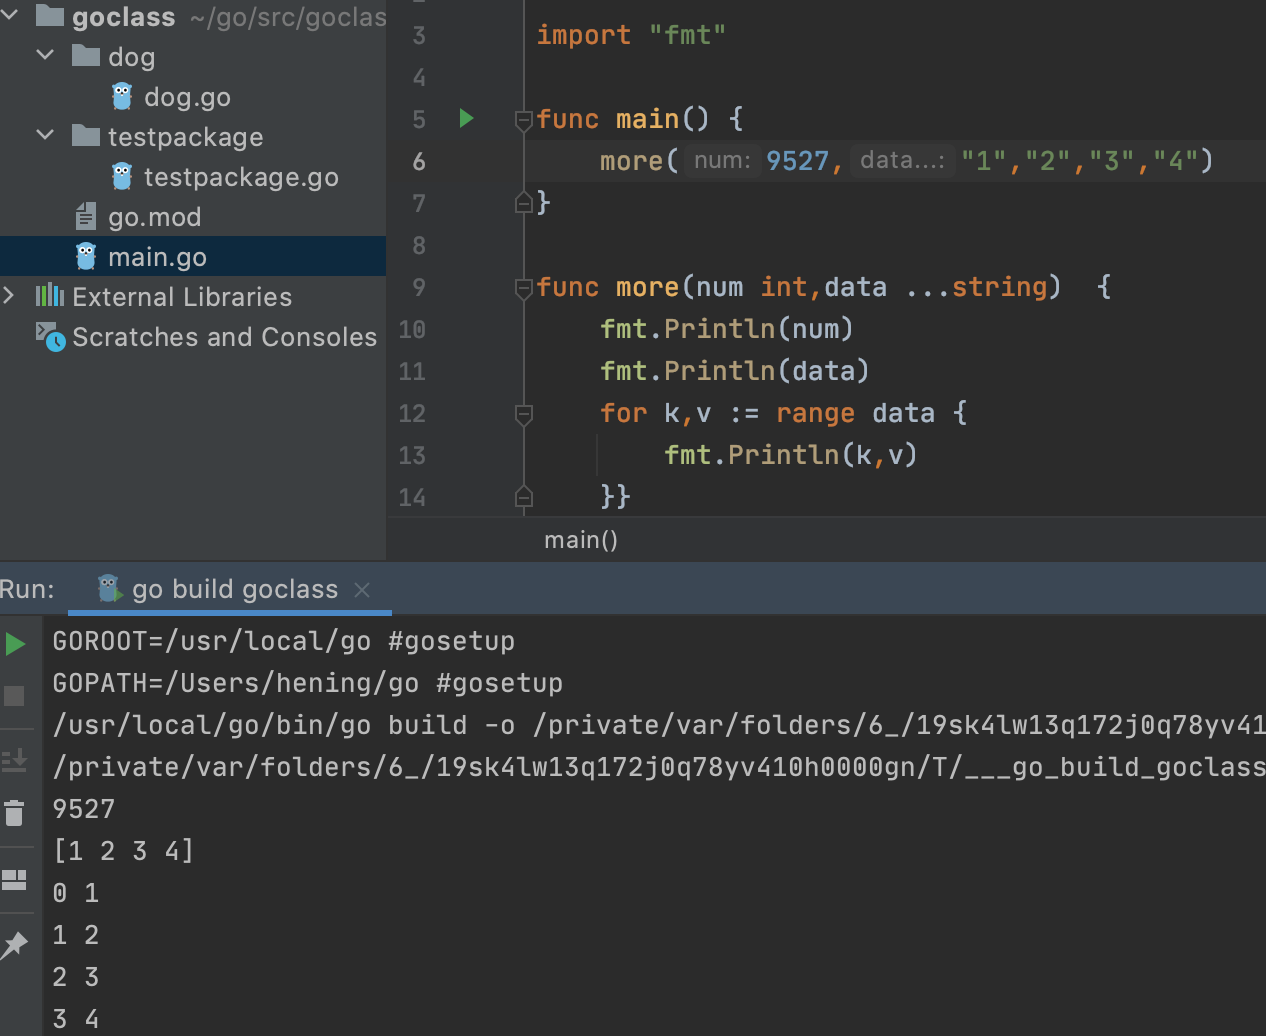 goclass ~/go/src/goclas
dog
dog.go
testpackage
testpackage.go
go.mod
main.go
External Libraries
Scratches and Consoles
3 import "fmt"
4
5 func main() {
6 more( num: 9527, data...: "1","2","3","4")
7 }
8
9 func more(num int,data ...string)  {
10 fmt.Println(num)
11 fmt.Println(data)
12 for k,v := range data {
13 fmt.Println(k,v)
14 }}
main()
Run: go build goclass
GOROOT=/usr/local/go #gosetup
GOPATH=/Users/hening/go #gosetup
/usr/local/go/bin/go build -o /private/var/folders/6_/19sk4lw13q172j0q78yv41
/private/var/folders/6_/19sk4lw13q172j0q78yv410h0000gn/T/___go_build_goclass
9527
[1 2 3 4]
0 1
1 2
2 3
3 4